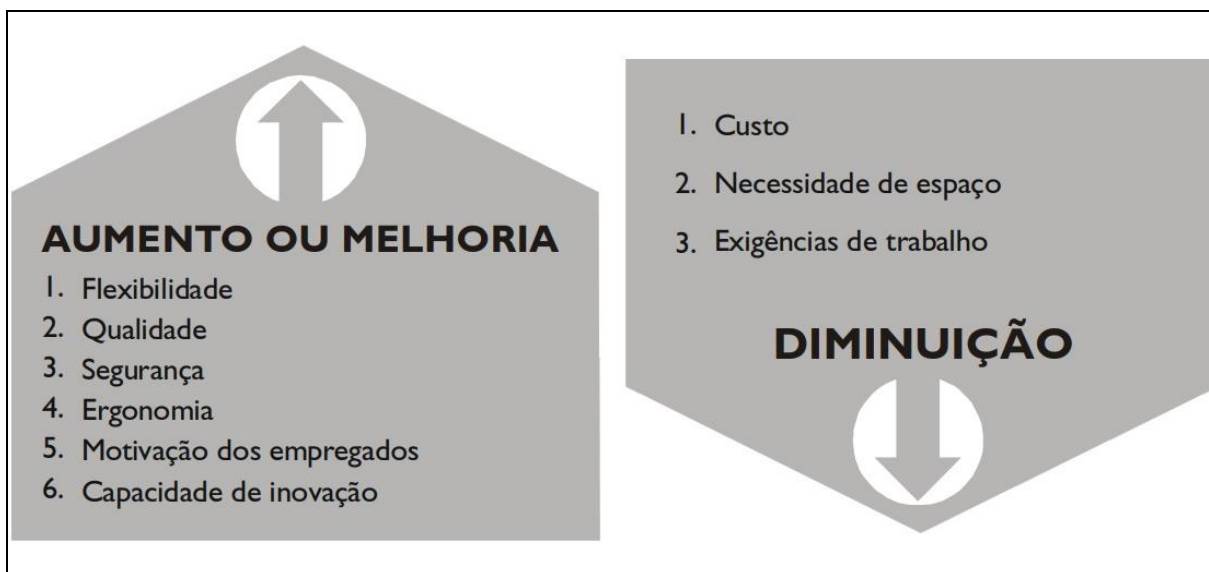 AUMENTO OU MELHORIA
1. Flexibilidade
2. Qualidade
3. Segurança
4. Ergonomia
5. Motivação dos empregados
6. Capacidade de inovação
1. Custo
2. Necessidade de espaço
3. Exigências de trabalho
DIMINUIÇÃO